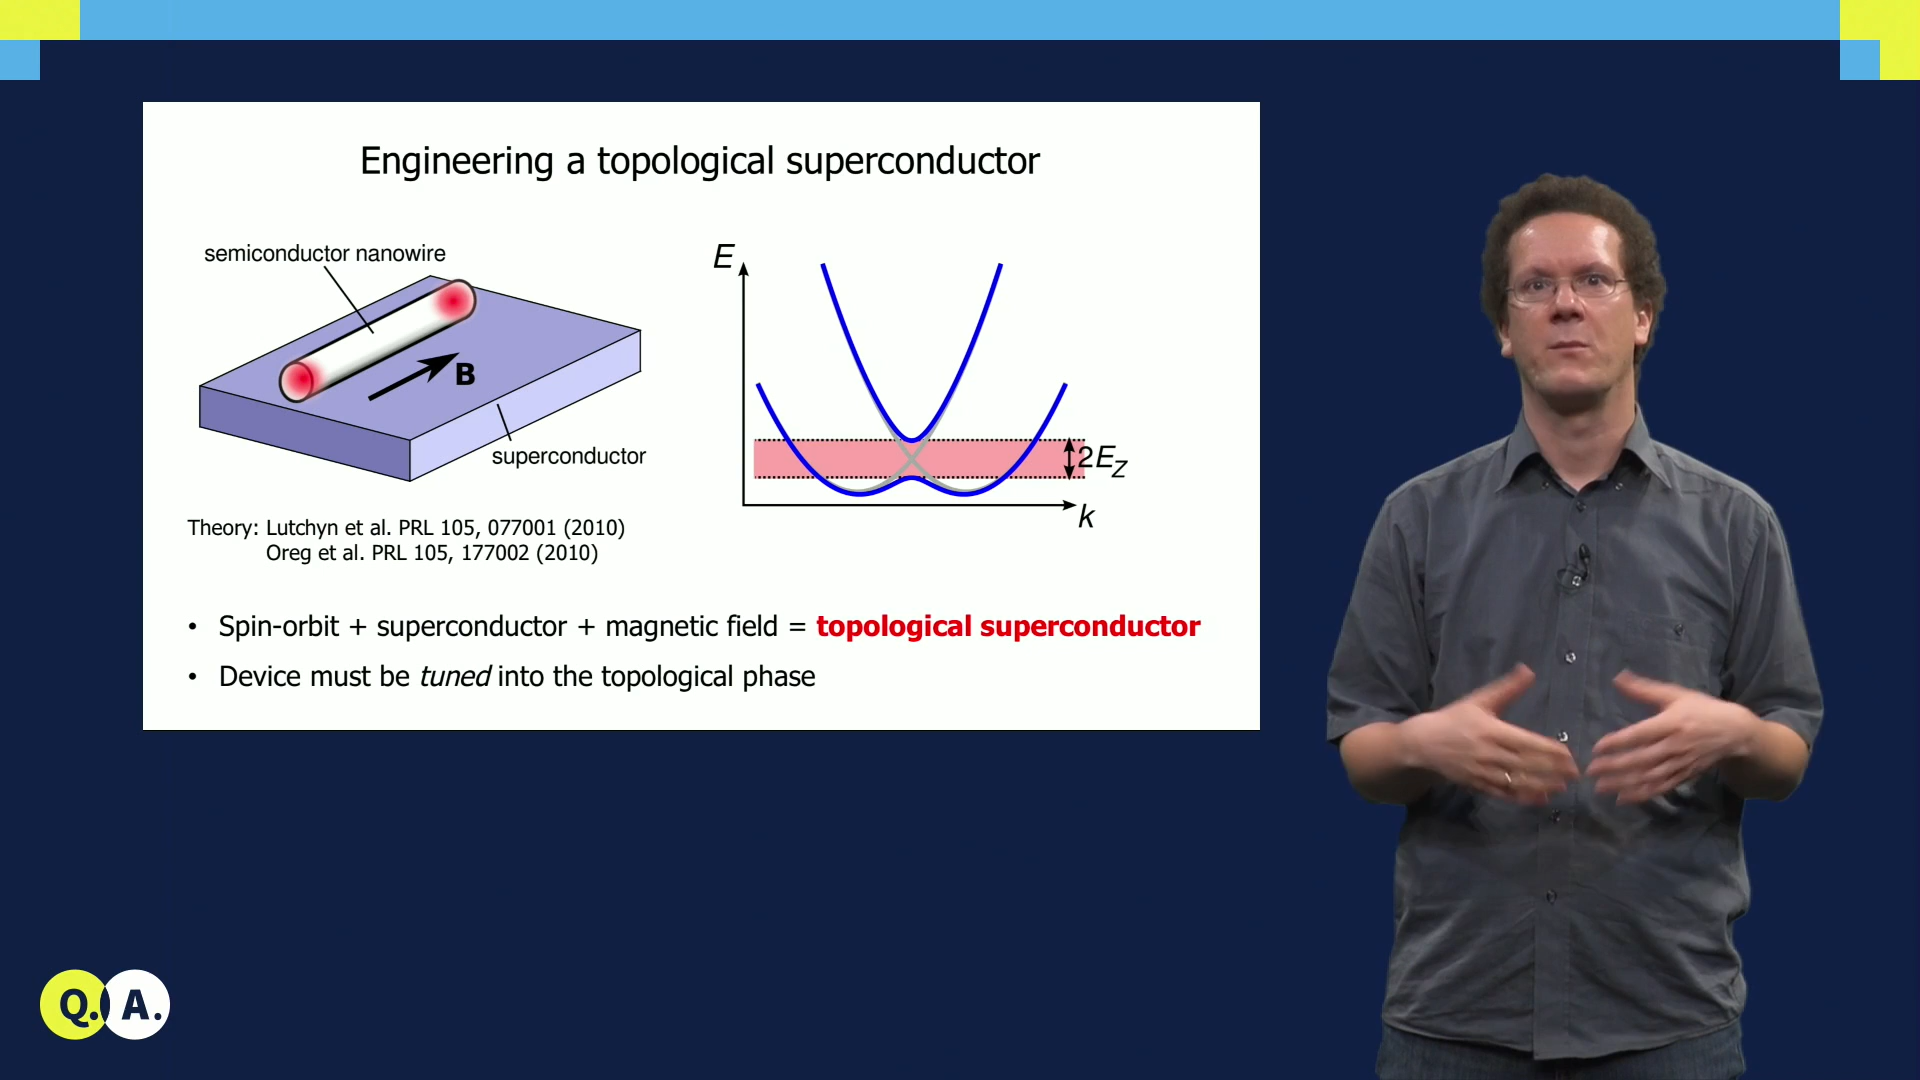 Engineering a topological superconductor
semiconductor nanowire
B
superconductor
E
2E_Z
k
Theory: Lutchyn et al. PRL 105, 077001 (2010)
Oreg et al. PRL 105, 177002 (2010)
• Spin-orbit + superconductor + magnetic field = topological superconductor
• Device must be tuned into the topological phase
Q. A.